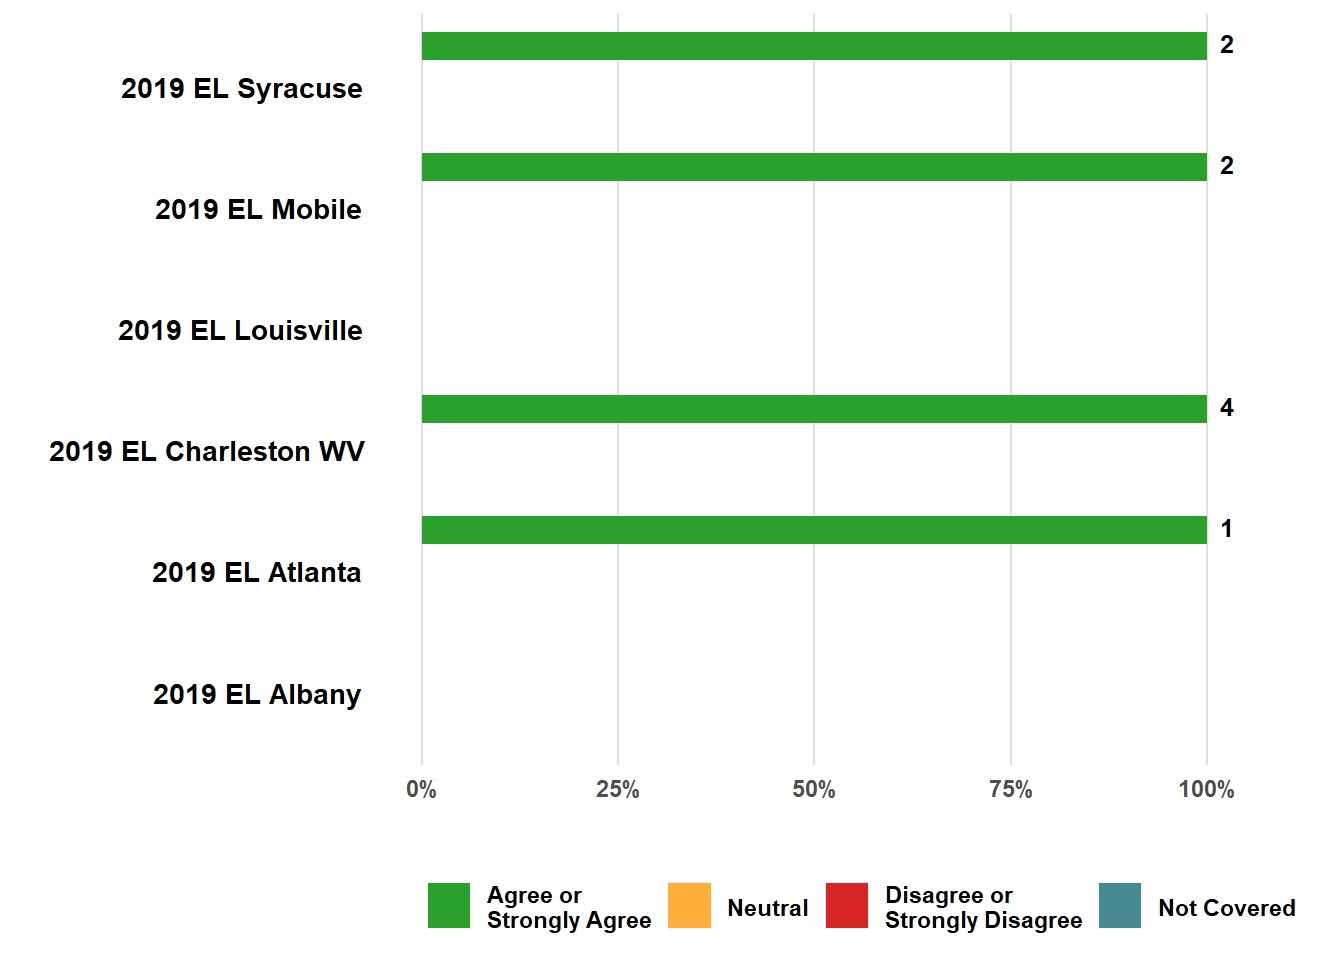 2
2019 EL Syracuse
2
2019 EL Mobile
2019 EL Louisville
4
2019 EL Charleston WV
1
2019 EL Atlanta
2019 EL Albany
0% 25% 50% 75% 100%
Agree or
Strongly Agree
Neutral
Disagree or
Strongly Disagree
Not Covered